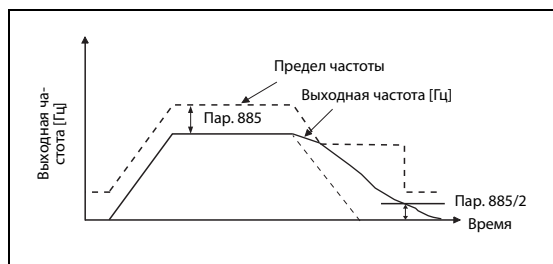 Предел частоты
Выходная частота [Гц]
Пар. 885
Выходная ча-
стота [Гц]
Пар. 885/2
Время